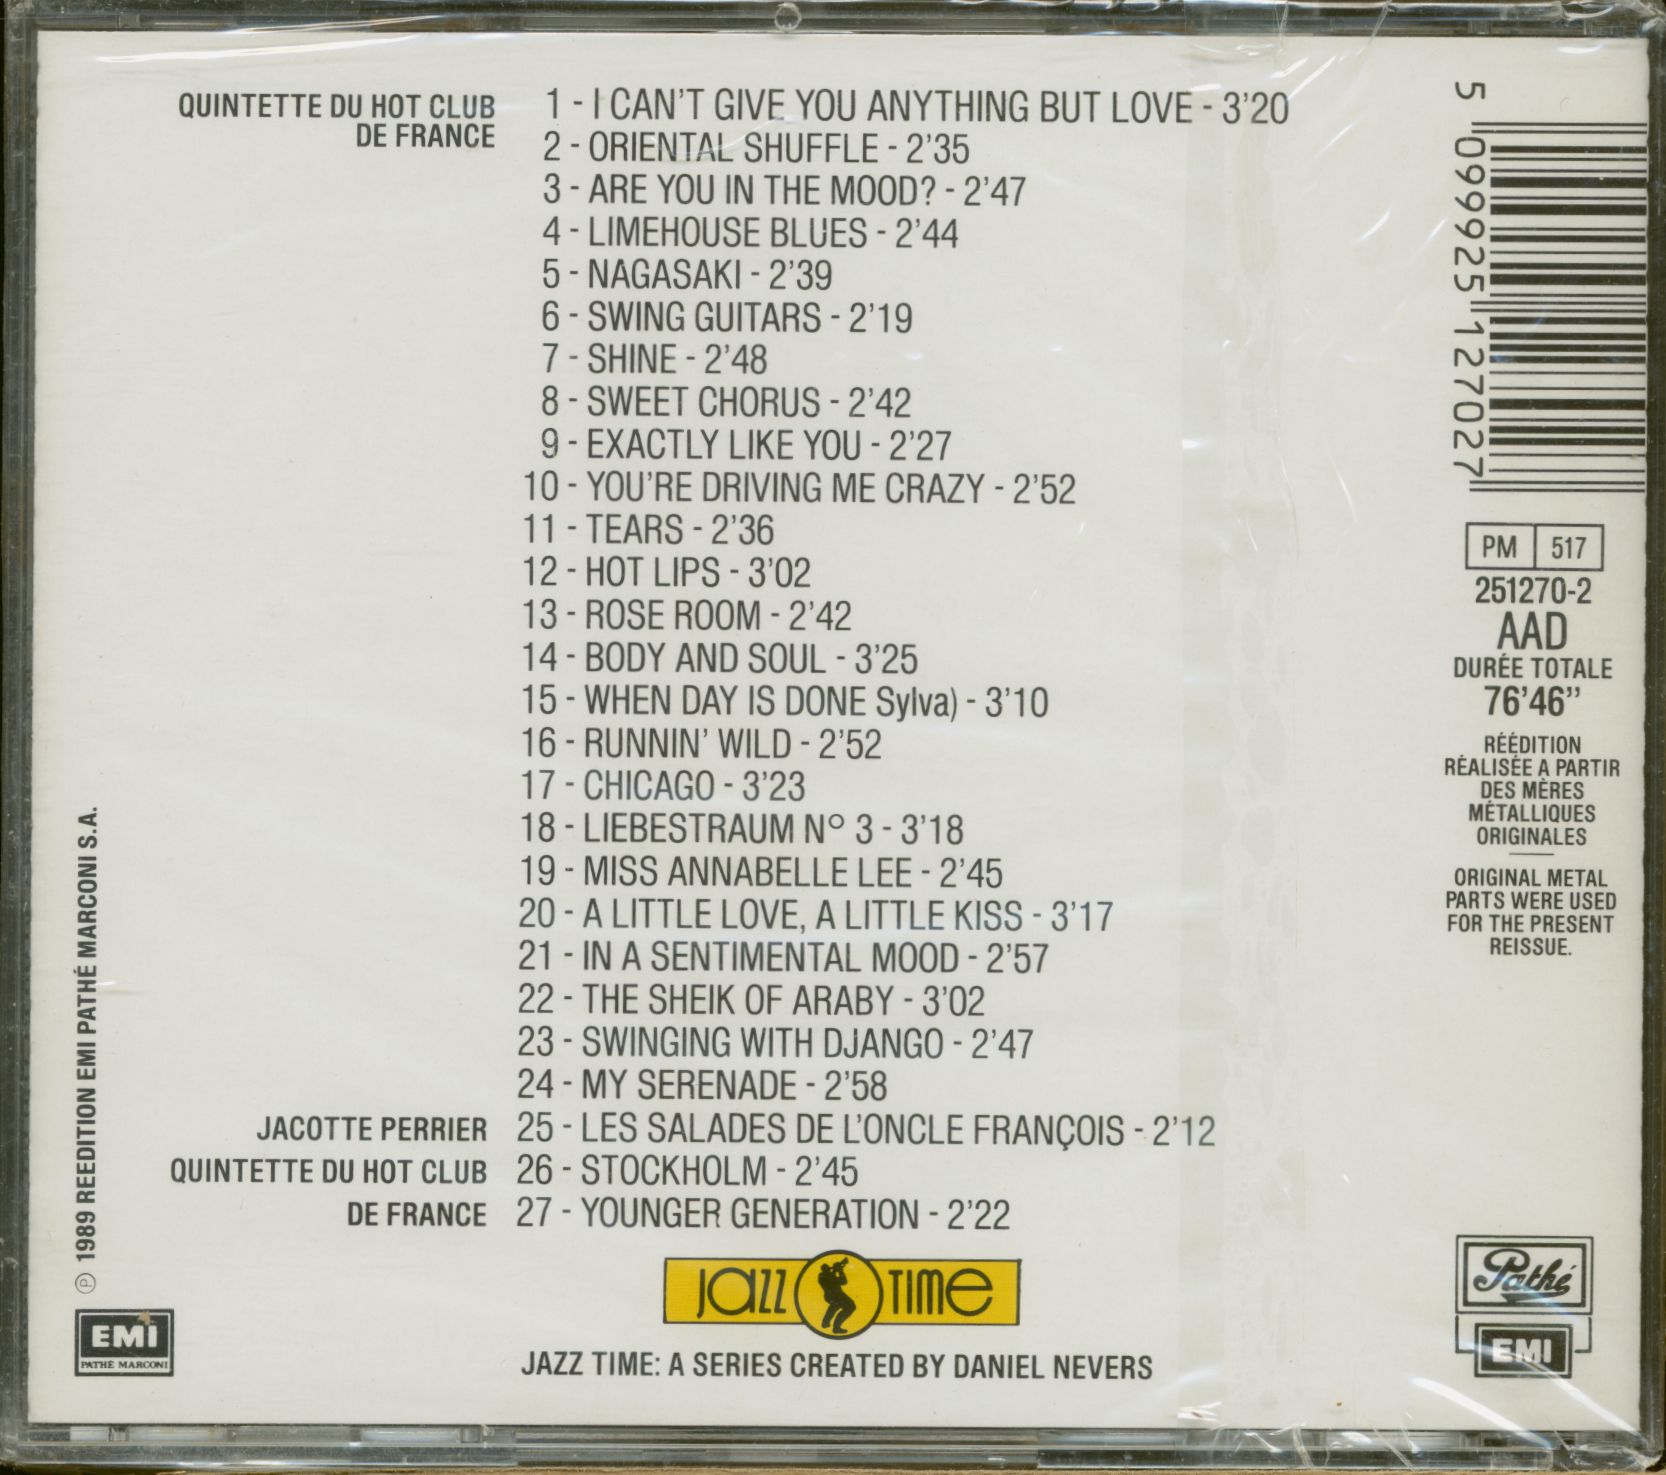 QUINTETTE DU HOT CLUB
DE FRANCE
1 - I CAN'T GIVE YOU ANYTHING BUT LOVE - 3'20
2 - ORIENTAL SHUFFLE - 2'35
3 - ARE YOU IN THE MOOD? - 2'47
4 - LIMEHOUSE BLUES - 2'44
5 - NAGASAKI - 2'39
6 - SWING GUITARS - 2'19
7 - SHINE - 2'48
8 - SWEET CHORUS - 2'42
9 - EXACTLY LIKE YOU - 2'27
10 - YOU'RE DRIVING ME CRAZY - 2'52
11 - TEARS - 2'36
12 - HOT LIPS - 3'02
13 - ROSE ROOM - 2'42
14 - BODY AND SOUL - 3'25
15 - WHEN DAY IS DONE Sylva) - 3'10
16 - RUNNIN' WILD - 2'52
17 - CHICAGO - 3'23
18 - LIEBESTRAUM N° 3 - 3'18
19 - MISS ANNABELLE LEE - 2'45
20 - A LITTLE LOVE, A LITTLE KISS - 3'17
21 - IN A SENTIMENTAL MOOD - 2'57
22 - THE SHEIK OF ARABY - 3'02
23 - SWINGING WITH DJANGO - 2'47
24 - MY SERENADE - 2'58
JACOTTE PERRIER 25 - LES SALADES DE L'ONCLE FRANÇOIS - 2'12
QUINTETTE DU HOT CLUB 26 - STOCKHOLM - 2'45
DE FRANCE 27 - YOUNGER GENERATION - 2'22
JAZZ TIME
JAZZ TIME: A SERIES CREATED BY DANIEL NEVERS
Ⓟ 1989 REEDITION EMI PATHÉ MARCONI S.A.
EMI
PATHÉ MARCONI
5 099925 127027
PM 517
251270-2
AAD
DURÉE TOTALE
76'46"
RÉÉDITION
RÉALISÉE A PARTIR
DES MÈRES
MÉTALLIQUES
ORIGINALES
ORIGINAL METAL
PARTS WERE USED
FOR THE PRESENT
REISSUE.
Pathé
EMI